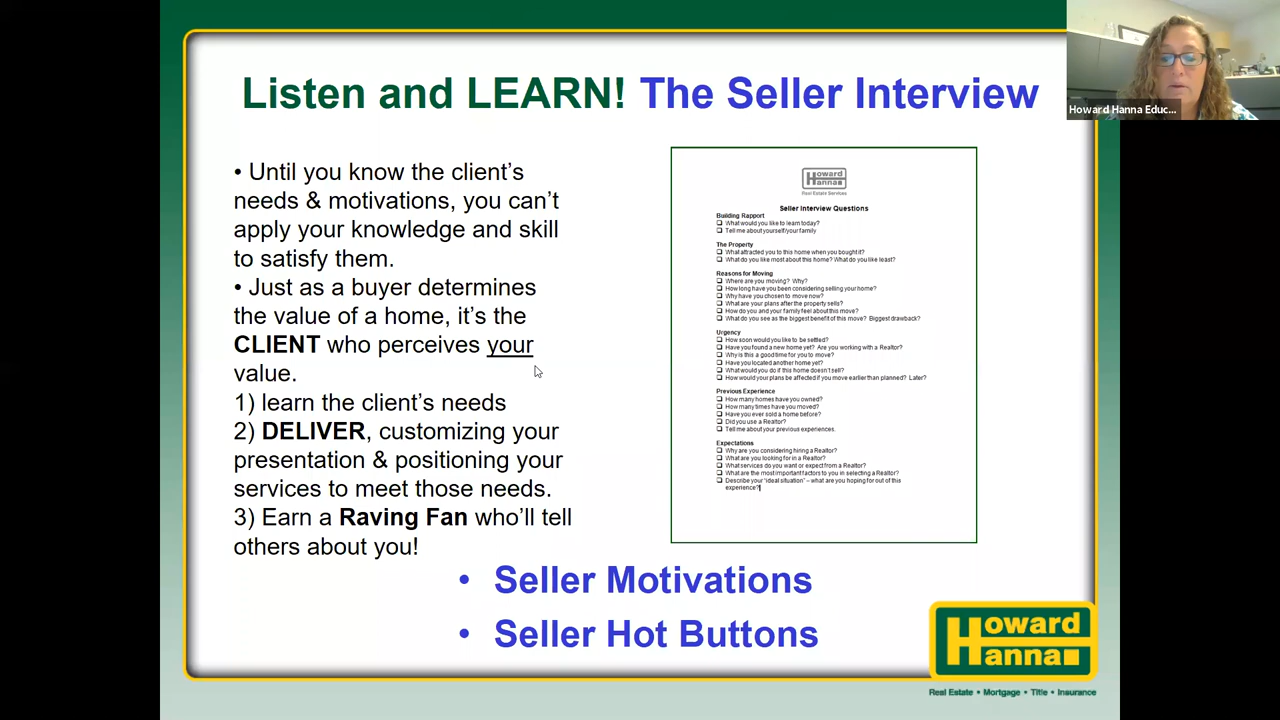 Listen and LEARN! The Seller Interview
• Until you know the client’s
needs & motivations, you can’t
apply your knowledge and skill
to satisfy them.
• Just as a buyer determines
the value of a home, it’s the
CLIENT who perceives your
value.
1) learn the client’s needs
2) DELIVER, customizing your
presentation & positioning your
services to meet those needs.
3) Earn a Raving Fan who’ll tell
others about you!
Howard
Hanna
Real Estate Services
Seller Interview Questions
Building Rapport
❑ What would you like to learn today?
❑ Tell me about yourself/your family
The Property
❑ What attracted you to this home when you bought it?
❑ What do you like most about this home? What do you like least?
Reasons for Moving
❑ Where are you moving? Why?
❑ How long have you been considering selling your home?
❑ Why have you chosen to move now?
❑ What are your plans after the property sells?
❑ How do you and your family feel about this move?
❑ What do you see as the biggest benefit of this move? Biggest drawback?
Urgency
❑ How soon would you like to be settled?
❑ Have you found a new home yet? Are you working with a Realtor?
❑ Why is this a good time for you to move?
❑ Have you located another home yet?
❑ What would you do if this home doesn't sell?
❑ How would your plans be affected if you move earlier than planned? Later?
Previous Experience
❑ How many homes have you owned?
❑ How many times have you moved?
❑ Have you ever sold a home before?
❑ Did you use a Realtor?
❑ Tell me about your previous experiences.
Expectations
❑ Why are you considering hiring a Realtor?
❑ What are you looking for in a Realtor?
❑ What services do you want or expect from a Realtor?
❑ What are the most important factors to you in selecting a Realtor?
❑ Describe your "ideal situation" – what are you hoping for out of this
experience?
• Seller Motivations
• Seller Hot Buttons
Howard
Hanna
Real Estate • Mortgage • Title • Insurance
Howard Hanna Educ...